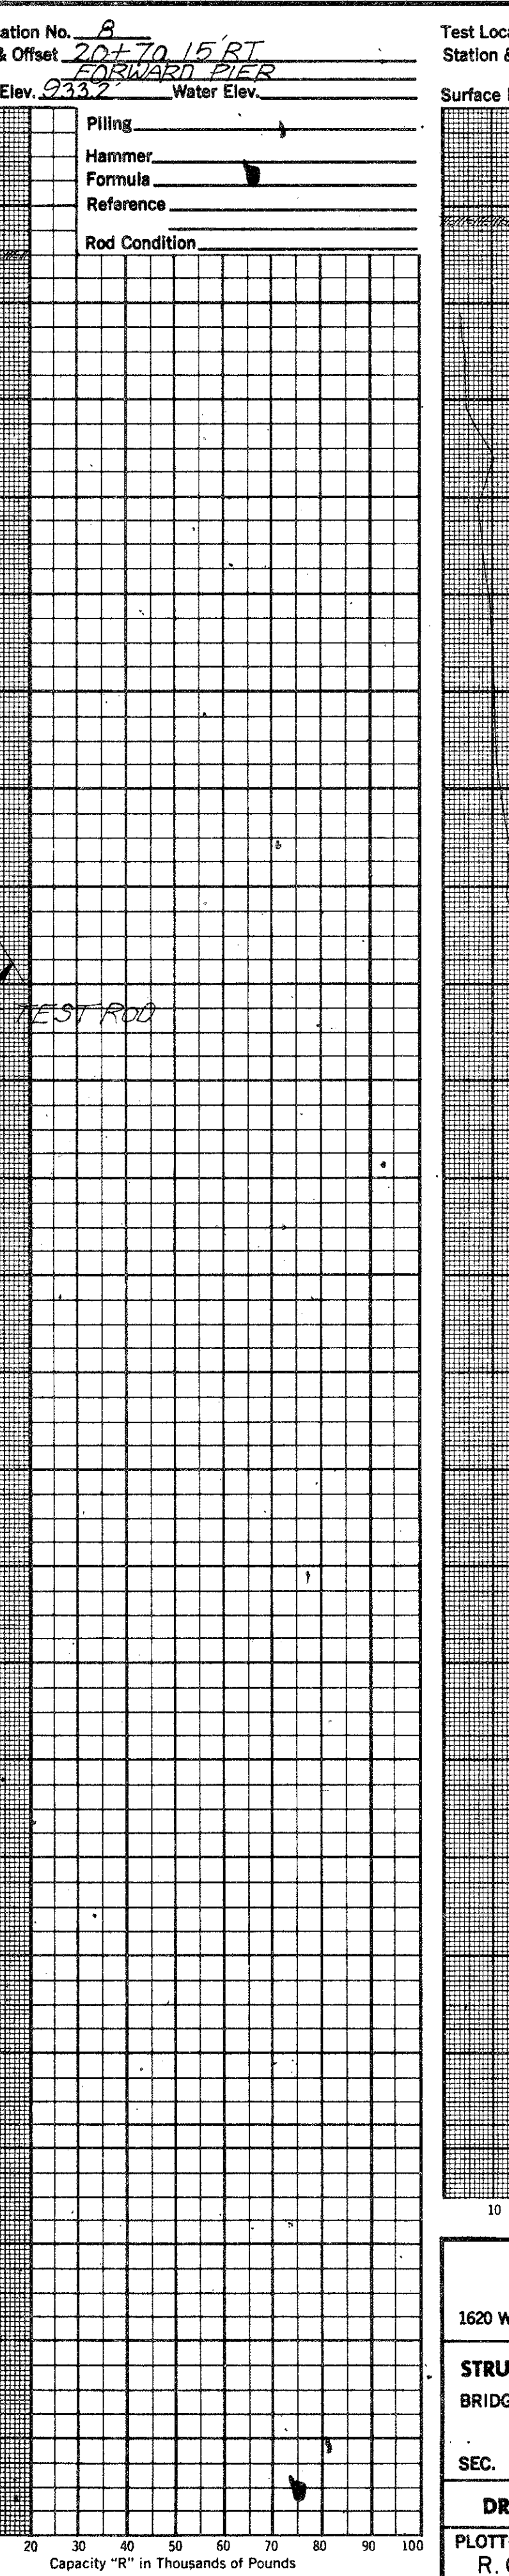 ation No. 8
& Offset 20+70 15' RT
FORWARD PIER
Elev. 933.2' Water Elev.
Piling
Hammer
Formula
Reference
Rod Condition
TEST ROD
20 30 40 50 60 70 80 90 100
Capacity "R" in Thousands of Pounds
Test Loca
Station &
Surface
10
1620 W
STRU
BRIDG
SEC.
DR
PLOTT
R.